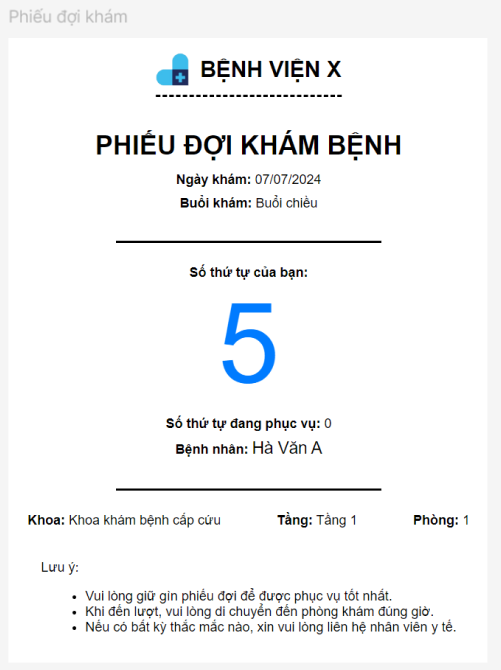 Phiếu đợi khám
BỆNH VIỆN X
PHIẾU ĐỢI KHÁM BỆNH
Ngày khám: 07/07/2024
Buổi khám: Buổi chiều
Số thứ tự của bạn:
5
Số thứ tự đang phục vụ: 0
Bệnh nhân: Hà Văn A
Khoa: Khoa khám bệnh cấp cứu Tầng: Tầng 1 Phòng: 1
Lưu ý:
• Vui lòng giữ gìn phiếu đợi để được phục vụ tốt nhất.
• Khi đến lượt, vui lòng di chuyển đến phòng khám đúng giờ.
• Nếu có bất kỳ thắc mắc nào, xin vui lòng liên hệ nhân viên y tế.